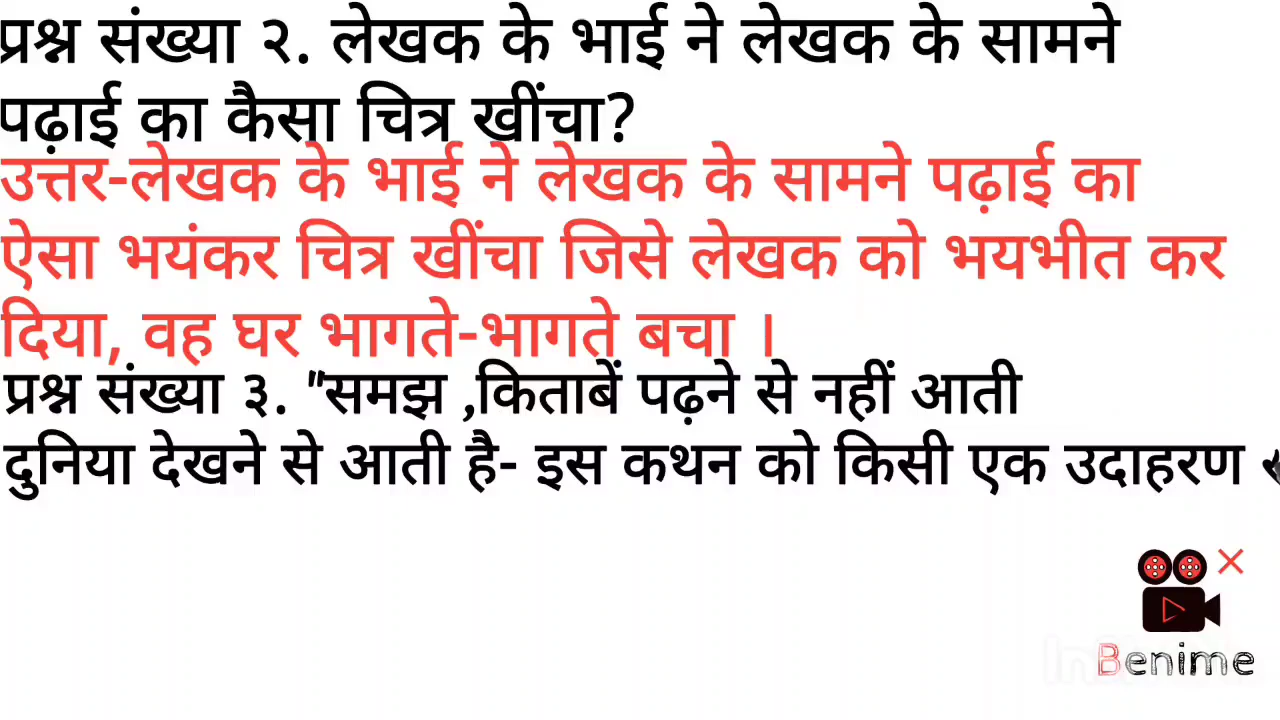 प्रश्न संख्या २. लेखक के भाई ने लेखक के सामने
पढ़ाई का कैसा चित्र खींचा?
उत्तर-लेखक के भाई ने लेखक के सामने पढ़ाई का
ऐसा भयंकर चित्र खींचा जिसे लेखक को भयभीत कर
दिया, वह घर भागते-भागते बचा ।
प्रश्न संख्या ३. "समझ ,किताबें पढ़ने से नहीं आती
दुनिया देखने से आती है- इस कथन को किसी एक उदाहरण
Benime